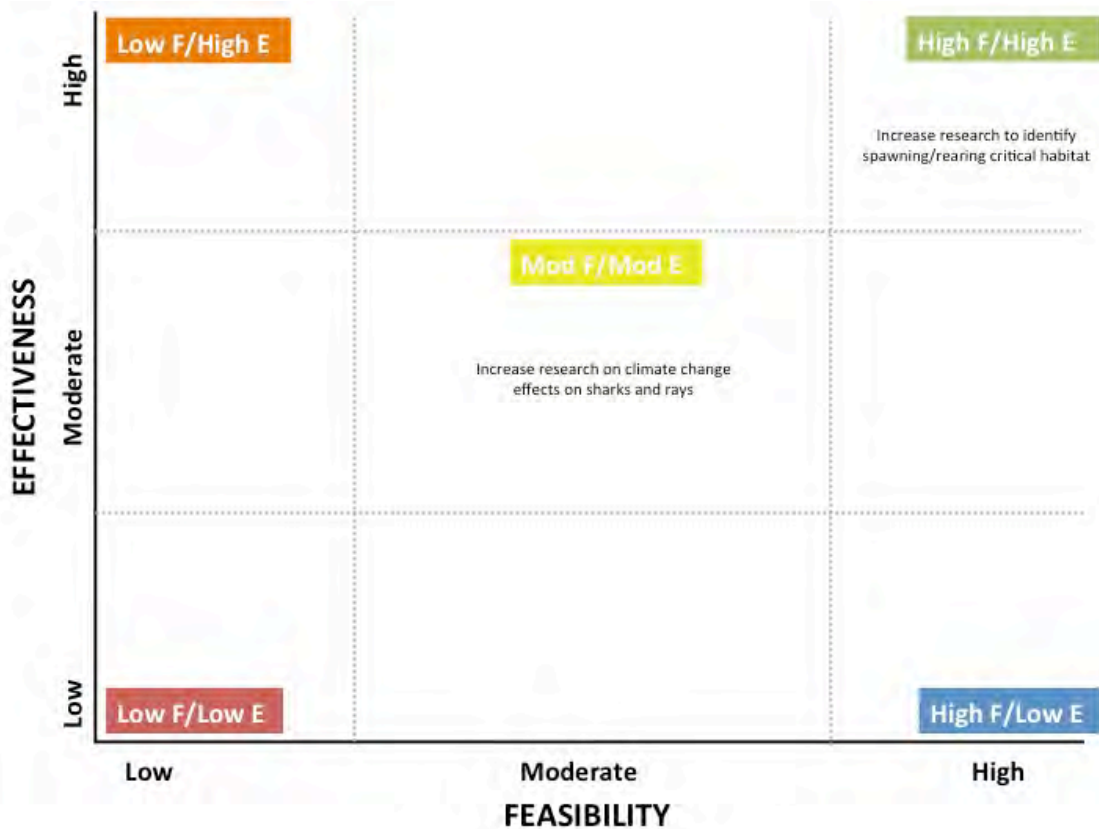 Low F/High E
High F/High E
High
Increase research to identify
spawning/rearing critical habitat
Mod F/Mod E
EFFECTIVENESS
Moderate
Increase research on climate change
effects on sharks and rays
Low
Low F/Low E
High F/Low E
Low
Moderate
High
FEASIBILITY